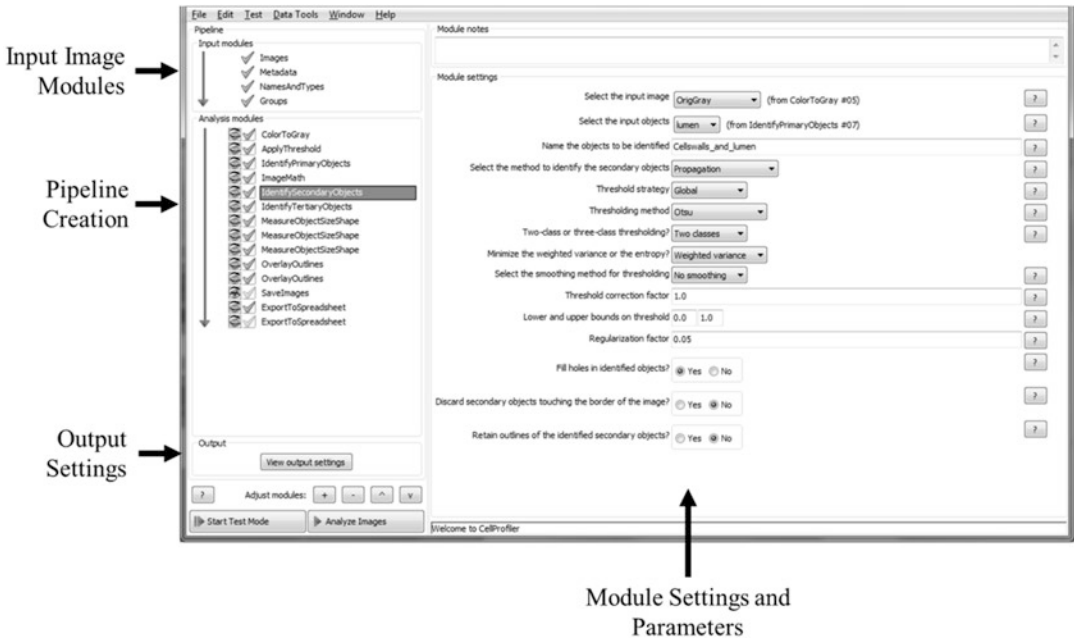 File Edit Test Data Tools Window Help
Pipeline
Input modules
Images
Metadata
NamesAndTypes
Groups
Analysis modules
ColorToGray
ApplyThreshold
IdentifyPrimaryObjects
ImageMath
IdentifySecondaryObjects
IdentifyTertiaryObjects
MeasureObjectSizeShape
MeasureObjectSizeShape
MeasureObjectSizeShape
OverlayOutlines
OverlayOutlines
SaveImages
ExportToSpreadsheet
ExportToSpreadsheet
Output
View output settings
? Adjust modules: + - ^ v
Start Test Mode Analyze Images
Module notes
Module settings
Select the input image OrigGray (from ColorToGray #05) ?
Select the input objects lumen (from IdentifyPrimaryObjects #07) ?
Name the objects to be identified Cellswalls_and_lumen ?
Select the method to identify the secondary objects Propagation ?
Threshold strategy Global ?
Thresholding method Otsu ?
Two-class or three-class thresholding? Two classes ?
Minimize the weighted variance or the entropy? Weighted variance
Select the smoothing method for thresholding No smoothing ?
Threshold correction factor 1.0 ?
Lower and upper bounds on threshold 0.0 1.0 ?
Regularization factor 0.05 ?
Fill holes in identified objects? Yes No ?
Discard secondary objects touching the border of the image? Yes No ?
Retain outlines of the identified secondary objects? Yes No ?
Welcome to CellProfiler
Input Image
Modules
Pipeline
Creation
Output
Settings
Module Settings and
Parameters